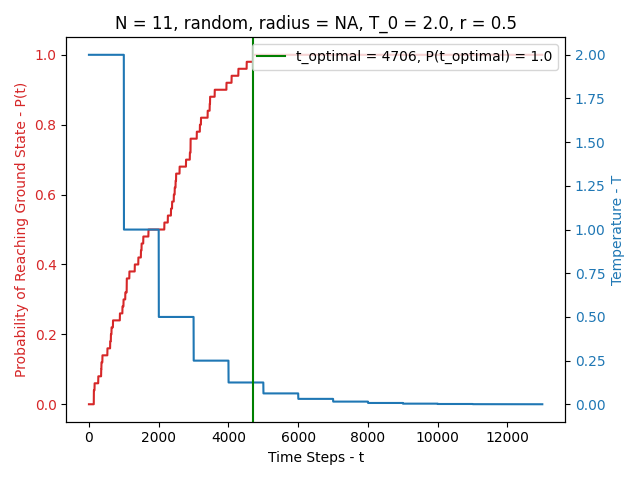 N = 11, random, radius = NA, T_0 = 2.0, r = 0.5
t_optimal = 4706, P(t_optimal) = 1.0
Probability of Reaching Ground State - P(t)
1.0
0.8
0.6
0.4
0.2
0.0
2.00
1.75
1.50
1.25
1.00
0.75
0.50
0.25
0.00
Temperature - T
0 2000 4000 6000 8000 10000 12000
Time Steps - t